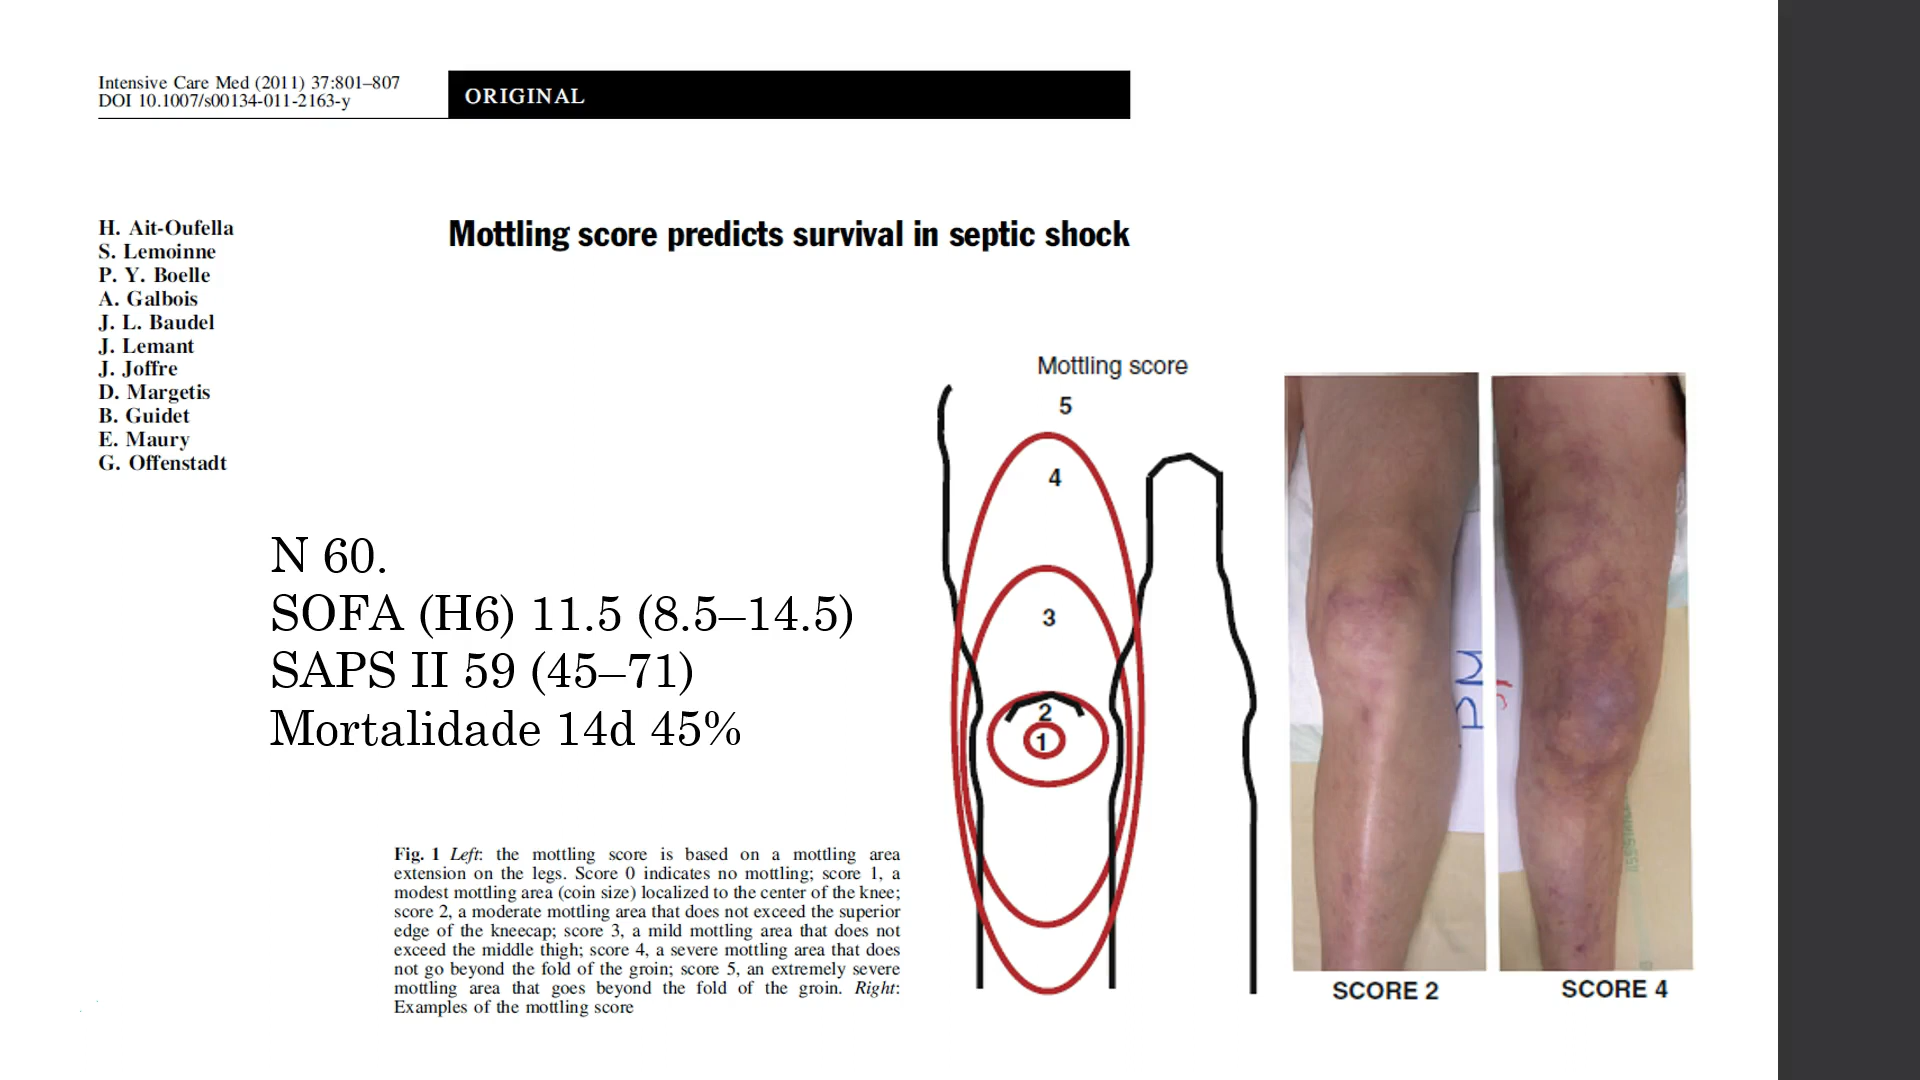 Intensive Care Med (2011) 37:801–807
DOI 10.1007/s00134-011-2163-y
ORIGINAL
H. Ait-Oufella
S. Lemoinne
P. Y. Boelle
A. Galbois
J. L. Baudel
J. Lemant
J. Joffre
D. Margetis
B. Guidet
E. Maury
G. Offenstadt
Mottling score predicts survival in septic shock
N 60.
SOFA (H6) 11.5 (8.5–14.5)
SAPS II 59 (45–71)
Mortalidade 14d 45%
Fig. 1 Left: the mottling score is based on a mottling area
extension on the legs. Score 0 indicates no mottling; score 1, a
modest mottling area (coin size) localized to the center of the knee;
score 2, a moderate mottling area that does not exceed the superior
edge of the kneecap; score 3, a mild mottling area that does not
exceed the middle thigh; score 4, a severe mottling area that does
not go beyond the fold of the groin; score 5, an extremely severe
mottling area that goes beyond the fold of the groin. Right:
Examples of the mottling score
Mottling score
5
4
3
2
1
SCORE 2
SCORE 4